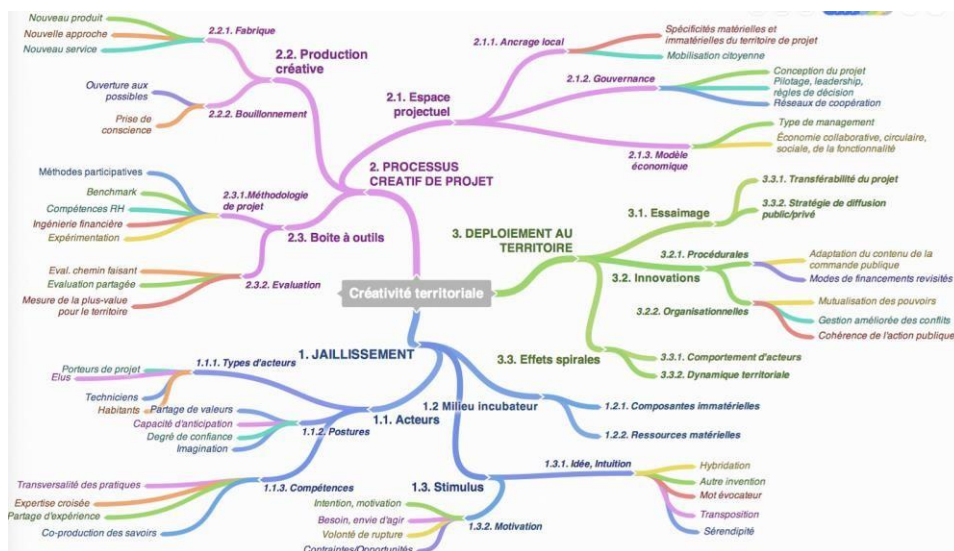 Créativité territoriale
1. JAILLISSEMENT
1.1. Acteurs
1.1.1. Types d'acteurs
Porteurs de projet
Elus
Techniciens
Habitants
1.1.2. Postures
Partage de valeurs
Capacité d'anticipation
Degré de confiance
Imagination
1.1.3. Compétences
Transversalité des pratiques
Expertise croisée
Partage d'expérience
Co-production des savoirs
1.2 Milieu incubateur
1.2.1. Composantes immatérielles
1.2.2. Ressources matérielles
1.3. Stimulus
1.3.1. Idée, Intuition
Hybridation
Autre invention
Mot évocateur
Transposition
Sérendipité
1.3.2. Motivation
Intention, motivation
Besoin, envie d'agir
Volonté de rupture
Contraintes/Opportunités
2. PROCESSUS
CREATIF DE PROJET
2.1. Espace
projectuel
2.1.1. Ancrage local
Spécificités matérielles et
immatérielles du territoire de projet
Mobilisation citoyenne
2.1.2. Gouvernance
Conception du projet
Pilotage, leadership,
règles de décision
Réseaux de coopération
2.1.3. Modèle
économique
Type de management
Économie collaborative, circulaire,
sociale, de la fonctionnalité
2.2. Production
créative
2.2.1. Fabrique
Nouveau produit
Nouvelle approche
Nouveau service
2.2.2. Bouillonnement
Ouverture aux
possibles
Prise de
conscience
2.3. Boite à outils
2.3.1.Méthodologie
de projet
Méthodes participatives
Benchmark
Compétences RH
Ingénierie financière
Expérimentation
2.3.2. Evaluation
Eval. chemin faisant
Evaluation partagée
Mesure de la plus-value
pour le territoire
3. DEPLOIEMENT AU
TERRITOIRE
3.1. Essaimage
3.3.1. Transférabilité du projet
3.3.2. Stratégie de diffusion
public/privé
3.2. Innovations
3.2.1. Procédurales
Adaptation du contenu de la
commande publique
Modes de financements revisités
3.2.2. Organisationnelles
Mutualisation des pouvoirs
Gestion améliorée des conflits
Cohérence de l'action publique
3.3. Effets spirales
3.3.1. Comportement d'acteurs
3.3.2. Dynamique territoriale